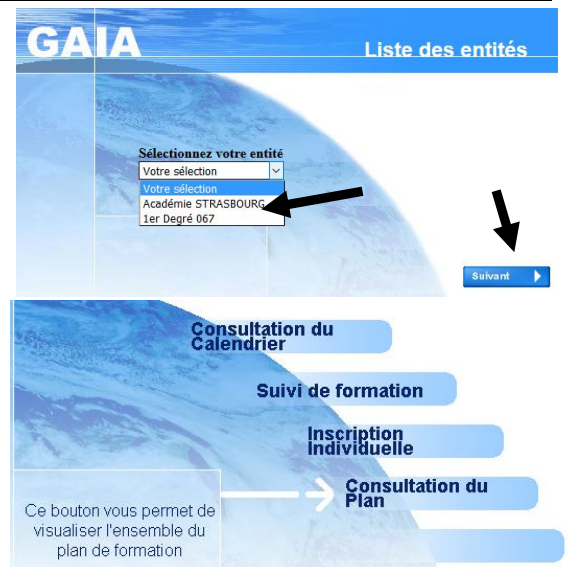 GAIA
Liste des entités
Sélectionnez votre entité
Votre sélection
Votre sélection
Académie STRASBOURG
1er Degré 067
Suivant
Consultation du
Calendrier
Suivi de formation
Inscription
Individuelle
Consultation du
Plan
Ce bouton vous permet de
visualiser l'ensemble du
plan de formation